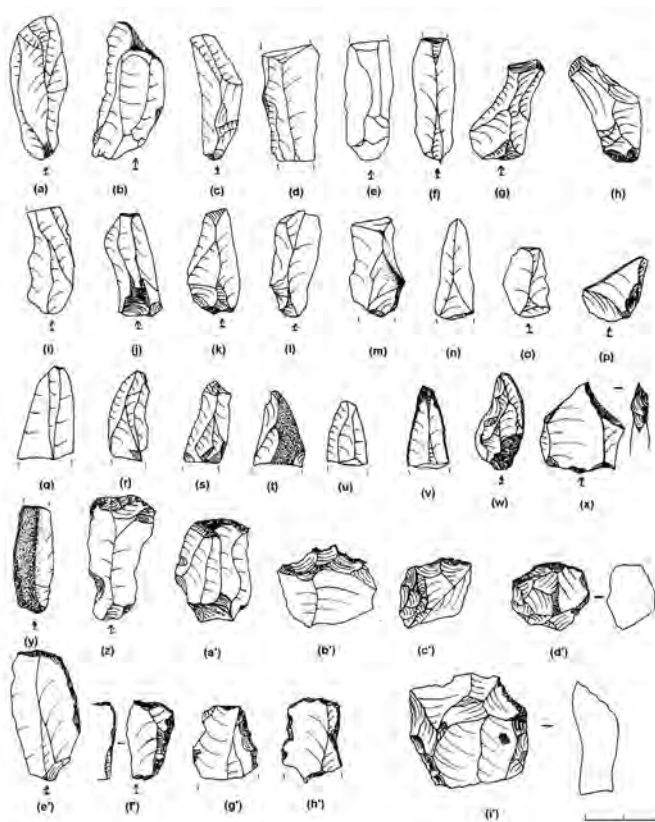 (a) (b) (c) (d) (e) (f) (g) (h)
(i) (j) (k) (l) (m) (n) (o) (p)
(q) (r) (s) (t) (u) (v) (w) (x)
(y) (z) (a') (b') (c') (d')
(e') (f') (g') (h') (i')